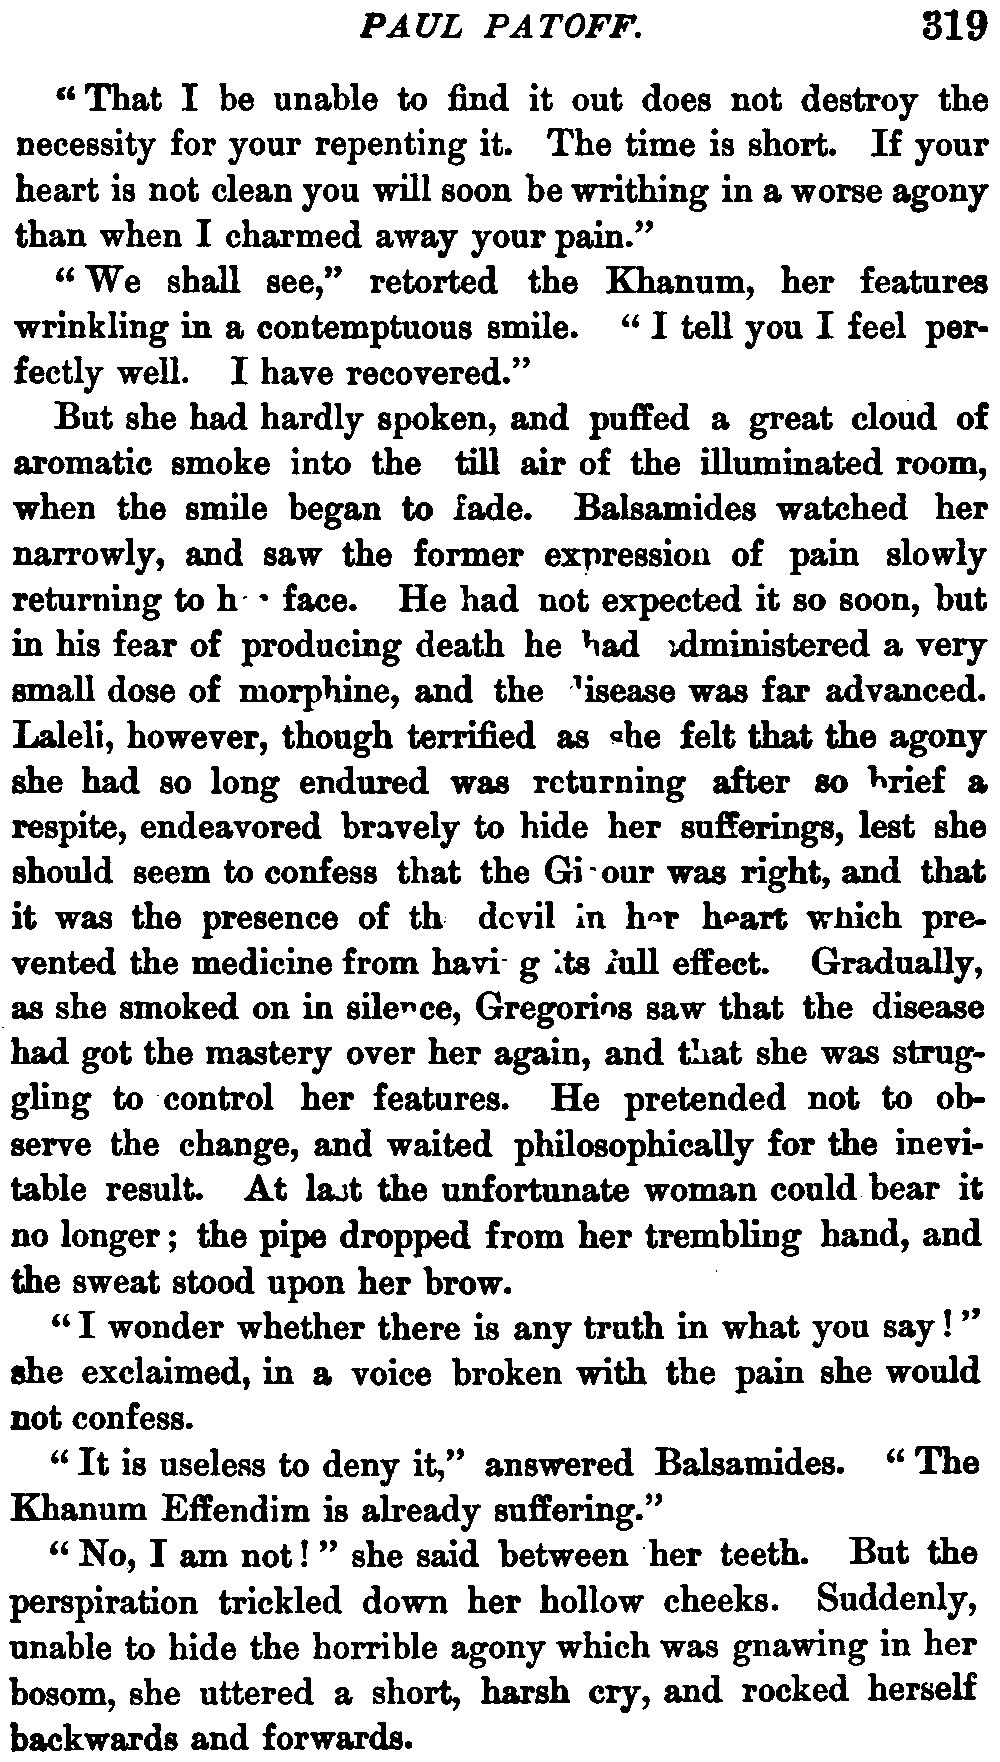 PAUL PATOFF. 319
"That I be unable to find it out does not destroy the
necessity for your repenting it. The time is short. If your
heart is not clean you will soon be writhing in a worse agony
than when I charmed away your pain."
"We shall see," retorted the Khanum, her features
wrinkling in a contemptuous smile. "I tell you I feel per-
fectly well. I have recovered."
But she had hardly spoken, and puffed a great cloud of
aromatic smoke into the till air of the illuminated room,
when the smile began to fade. Balsamides watched her
narrowly, and saw the former expression of pain slowly
returning to h face. He had not expected it so soon, but
in his fear of producing death he had administered a very
small dose of morphine, and the disease was far advanced.
Laleli, however, though terrified as she felt that the agony
she had so long endured was returning after so brief a
respite, endeavored bravely to hide her sufferings, lest she
should seem to confess that the Giaour was right, and that
it was the presence of th devil in her heart which pre-
vented the medicine from having its full effect. Gradually,
as she smoked on in silence, Gregorios saw that the disease
had got the mastery over her again, and that she was strug-
gling to control her features. He pretended not to ob-
serve the change, and waited philosophically for the inevi-
table result. At last the unfortunate woman could bear it
no longer; the pipe dropped from her trembling hand, and
the sweat stood upon her brow.
"I wonder whether there is any truth in what you say!"
she exclaimed, in a voice broken with the pain she would
not confess.
"It is useless to deny it," answered Balsamides. "The
Khanum Effendim is already suffering."
"No, I am not!" she said between her teeth. But the
perspiration trickled down her hollow cheeks. Suddenly,
unable to hide the horrible agony which was gnawing in her
bosom, she uttered a short, harsh cry, and rocked herself
backwards and forwards.